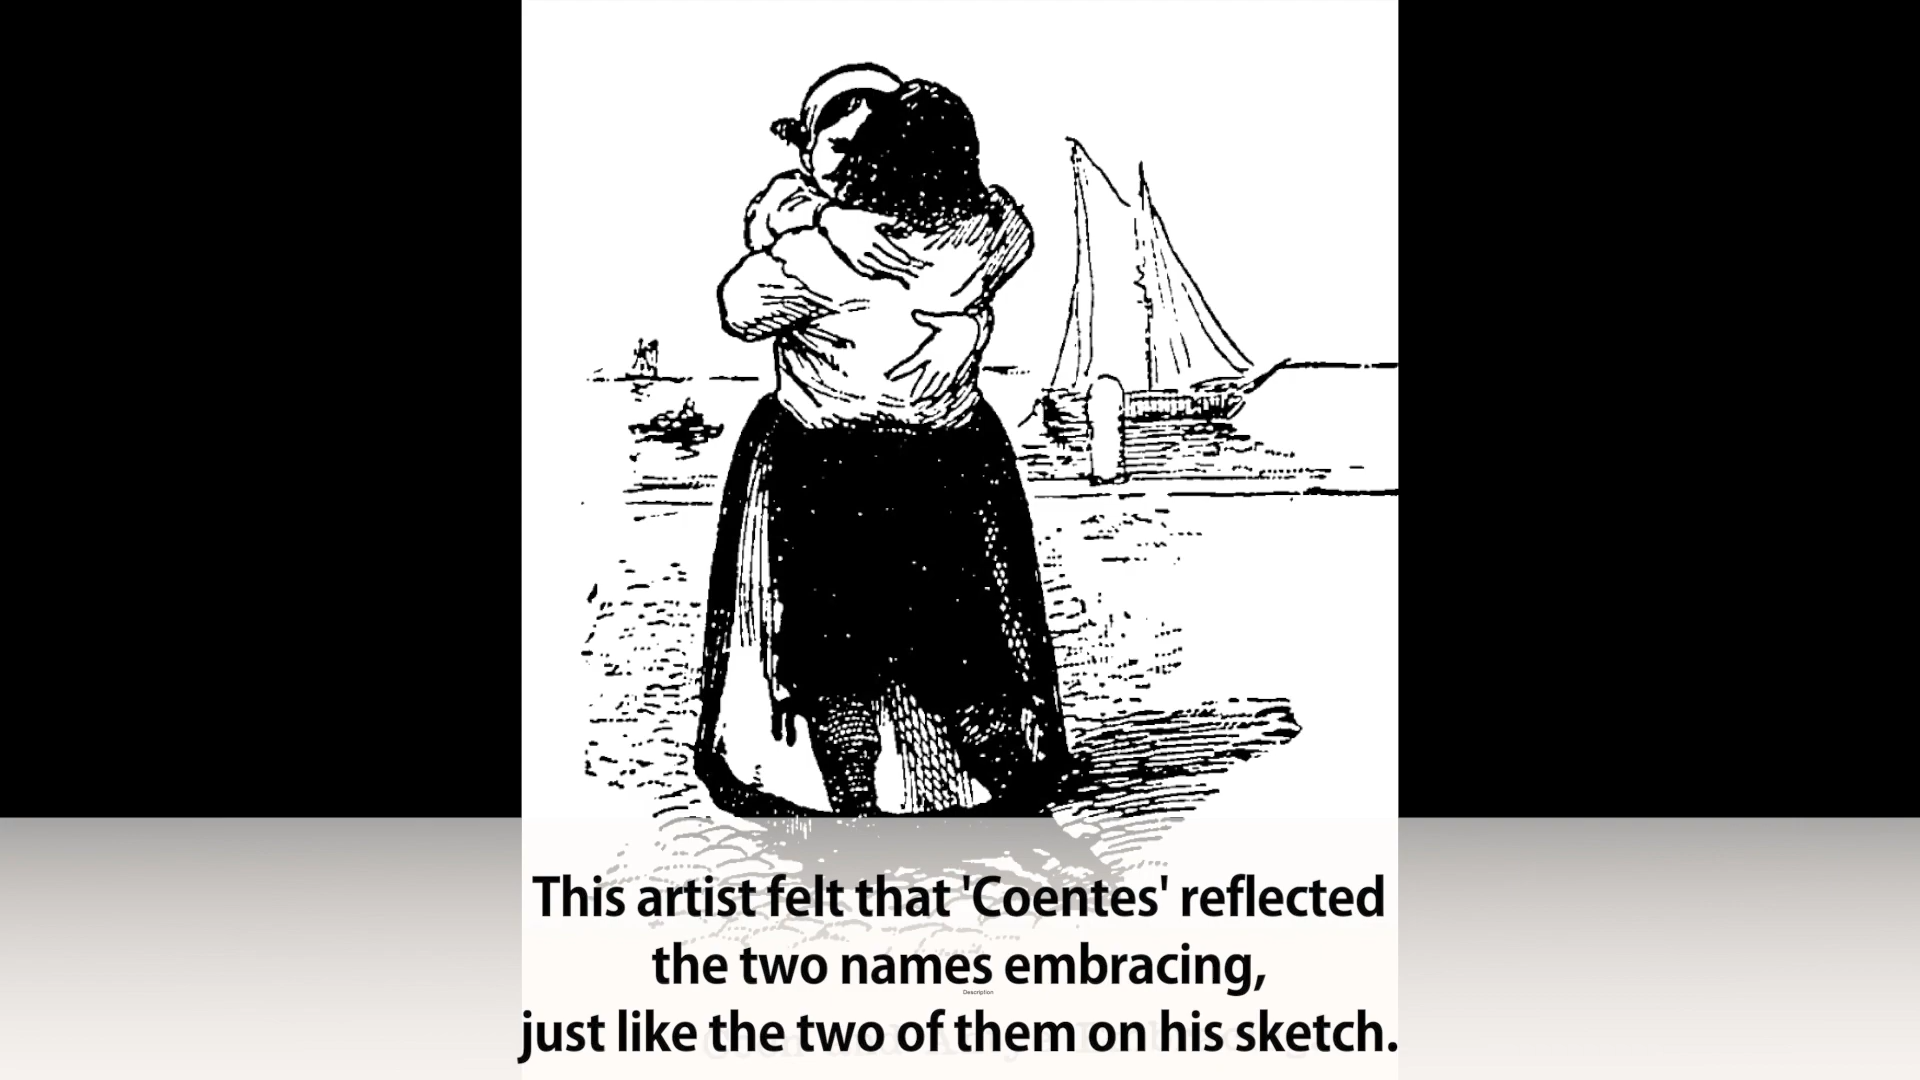 This artist felt that 'Coentes' reflected
the two names embracing,
Description
just like the two of them on his sketch.